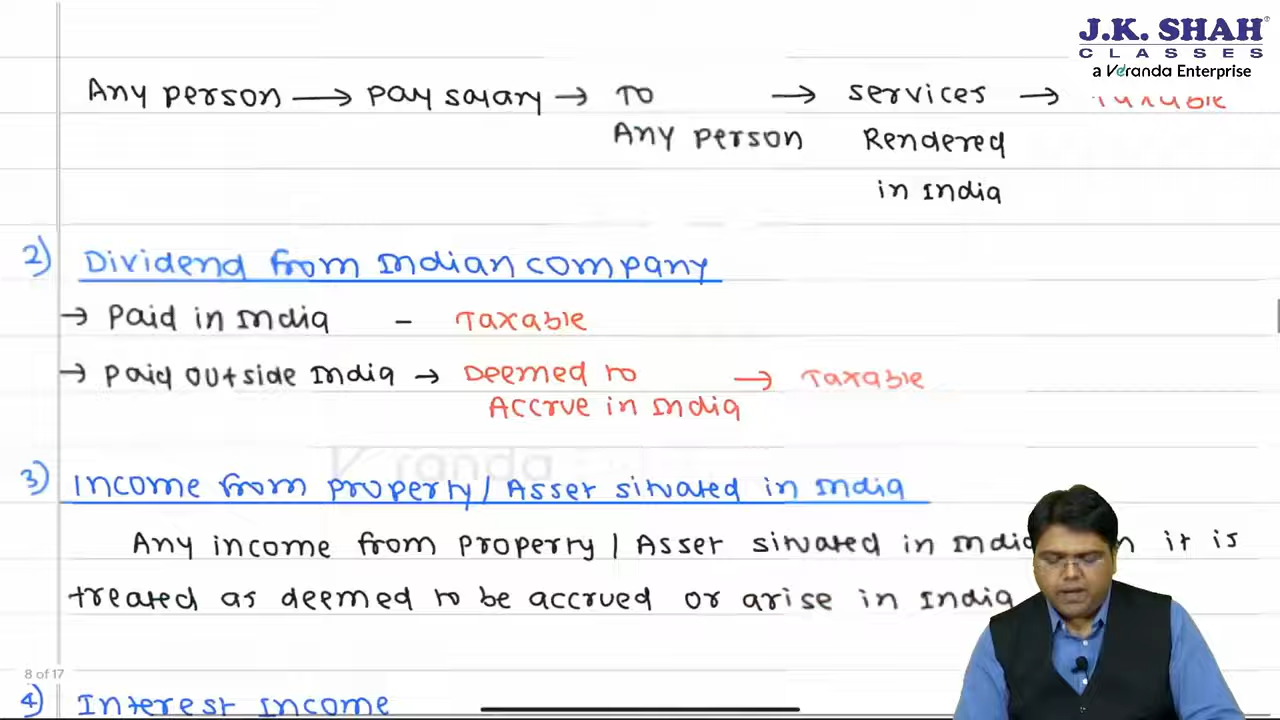 J.K. SHAH®
CLASSES
a Veranda Enterprise
Any person → pay salary → To → services → Taxable
Any person Rendered
in India
2) Dividend from Indian company
→ Paid in India - Taxable
→ Paid outside India → Deemed to → Taxable
Accrue in India
3) Income from property / Asset situated in India
Any income from property / Asset situated in India it is
treated as deemed to be accrued or arise in India
8 of 17
4) Interest Income